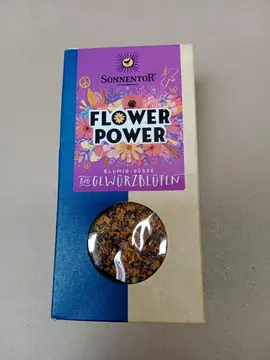 SONNENTOR
FLOWER
POWER
BLUMIG-SÜSSE
BIO GEWÜRZBLÜTEN